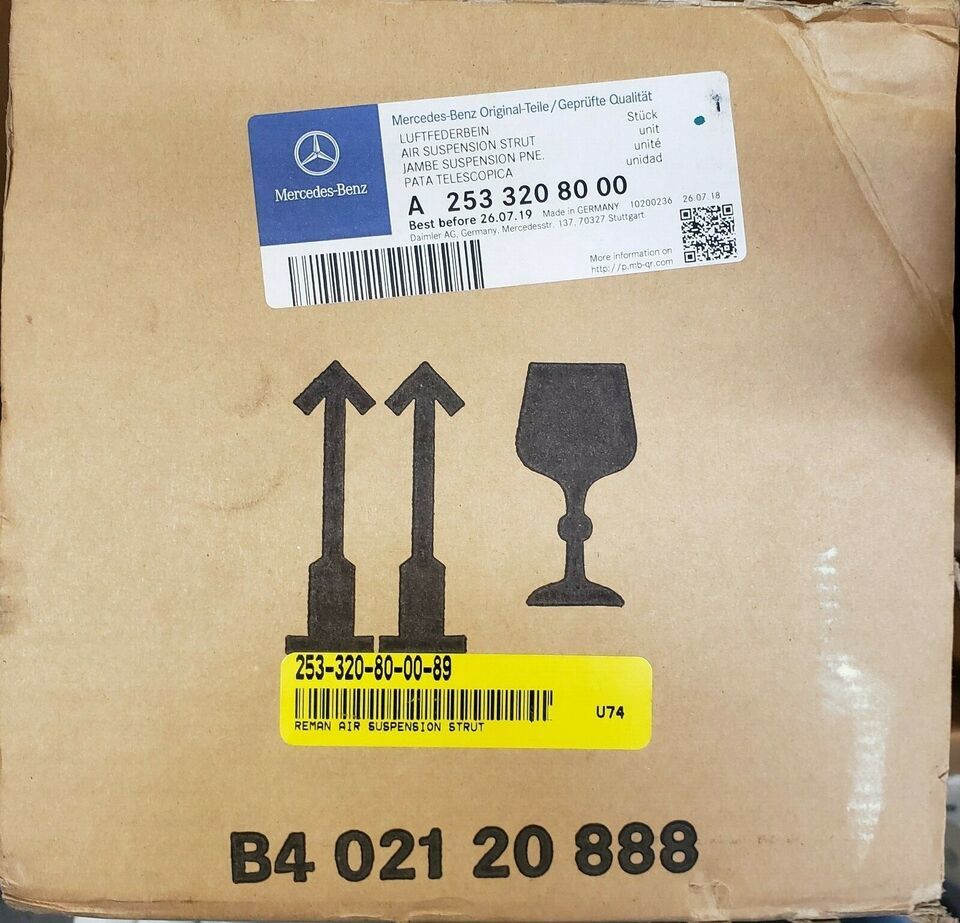 Mercedes-Benz Original-Teile/Geprüfte Qualität
LUFTFEDERBEIN Stück
AIR SUSPENSION STRUT unit
JAMBE SUSPENSION PNE. unité
PATA TELESCOPICA unidad
Mercedes-Benz
A 253 320 80 00
Best before 26.07.19 Made in GERMANY 10200236 26.07.18
Daimler AG, Germany, Mercedesstr. 137, 70327 Stuttgart
More information on
http://p.mb-qr.com
253-320-80-00-89
U74
REMAN AIR SUSPENSION STRUT
B4 021 20 888